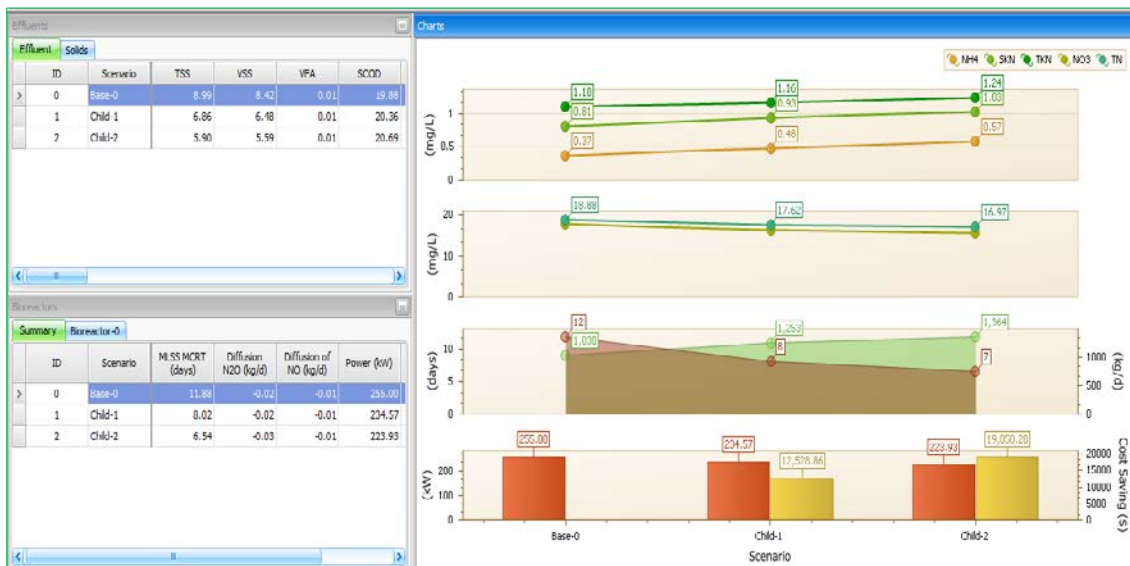 Effluents
Effluent Solids
ID Scenario TSS VSS VFA SCOD
0 Base-0 8.99 8.42 0.01 19.88
1 Child-1 6.86 6.48 0.01 20.36
2 Child-2 5.90 5.59 0.01 20.69
Bioreactors
Summary Bioreactor-0
ID Scenario MLSS MCRT (days) Diffusion N2O (kg/d) Diffusion of NO (kg/d) Power (kW)
0 Base-0 11.88 -0.02 -0.01 255.00
1 Child-1 8.02 -0.02 -0.01 234.57
2 Child-2 6.54 -0.03 -0.01 223.93
Charts
NH4 SKN TKN NO3 TN
(mg/L)
1
0.5
0
1.10 1.16 1.24
0.81 0.93 1.03
0.37 0.48 0.57
(mg/L)
20
10
0
18.88 17.62 16.97
(days)
10
5
0
12 8 7
1,253 1,364
1000
500
0
(kg/d)
(kW)
200
100
0
255.00 234.57 223.93
12,528.86 19,050.28
20000
15000
10000
5000
0
Cost Saving ($)
Base-0 Child-1 Child-2
Scenario